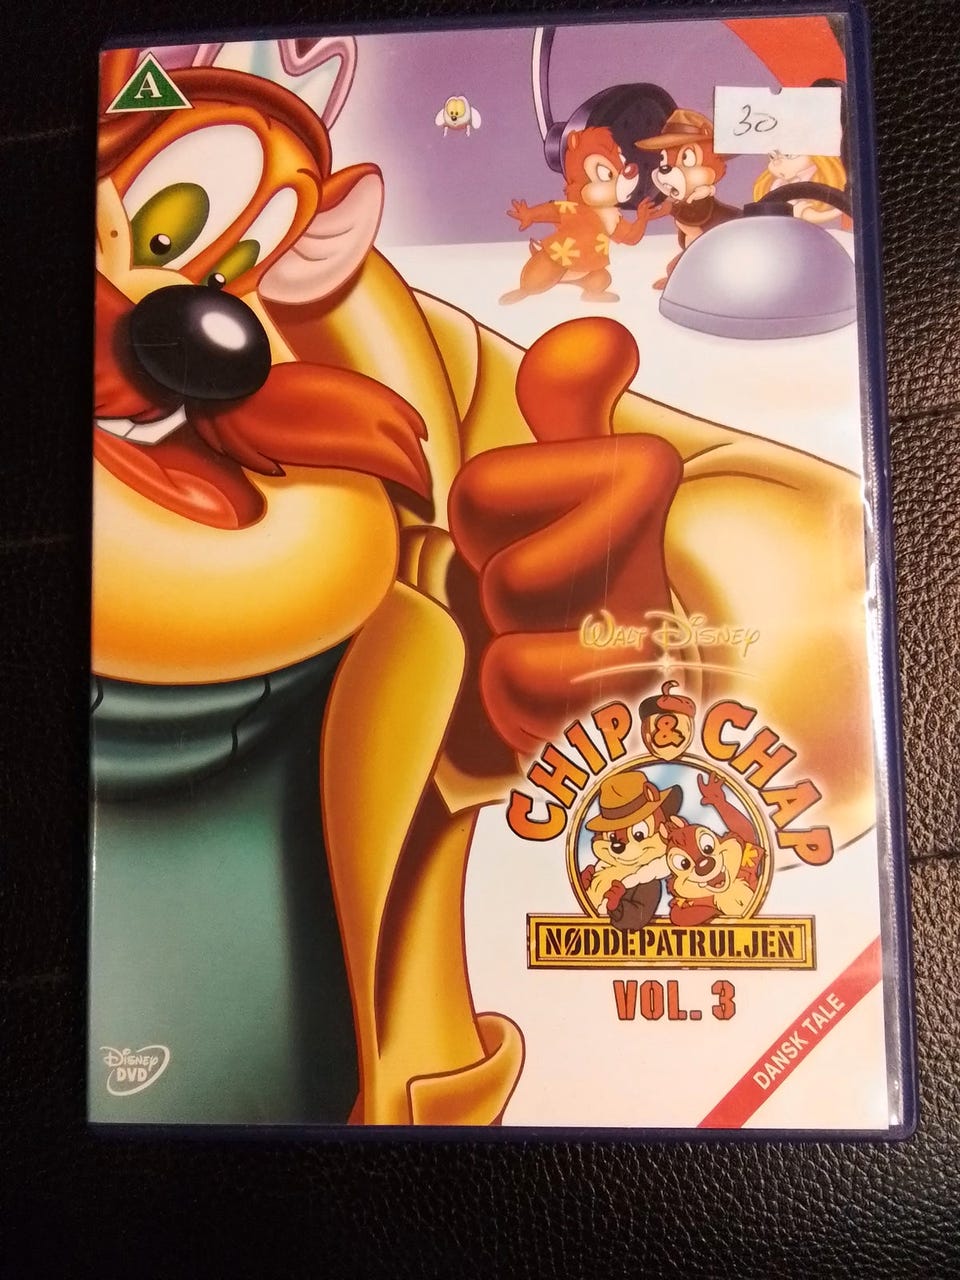 A
30
WALT DISNEY
CHIP & CHAP
NØDDEPATRULJEN
VOL. 3
DANSK TALE
DISNEY
DVD